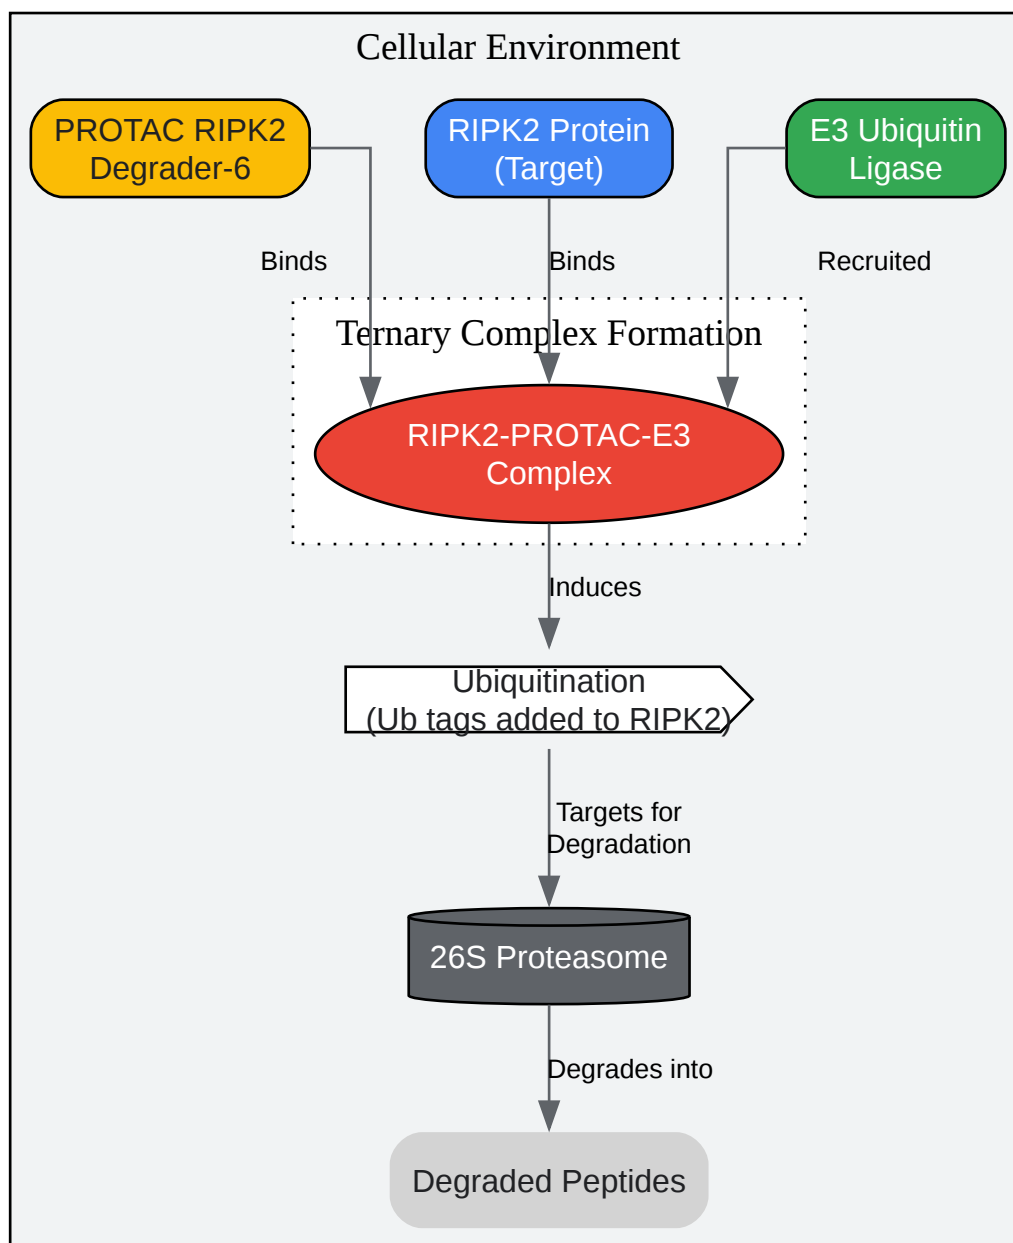 Cellular Environment
PROTAC RIPK2
Degrader-6
RIPK2 Protein
(Target)
E3 Ubiquitin
Ligase
Binds
Binds
Recruited
Ternary Complex Formation
RIPK2-PROTAC-E3
Complex
Induces
Ubiquitination
(Ub tags added to RIPK2)
Targets for
Degradation
26S Proteasome
Degrades into
Degraded Peptides